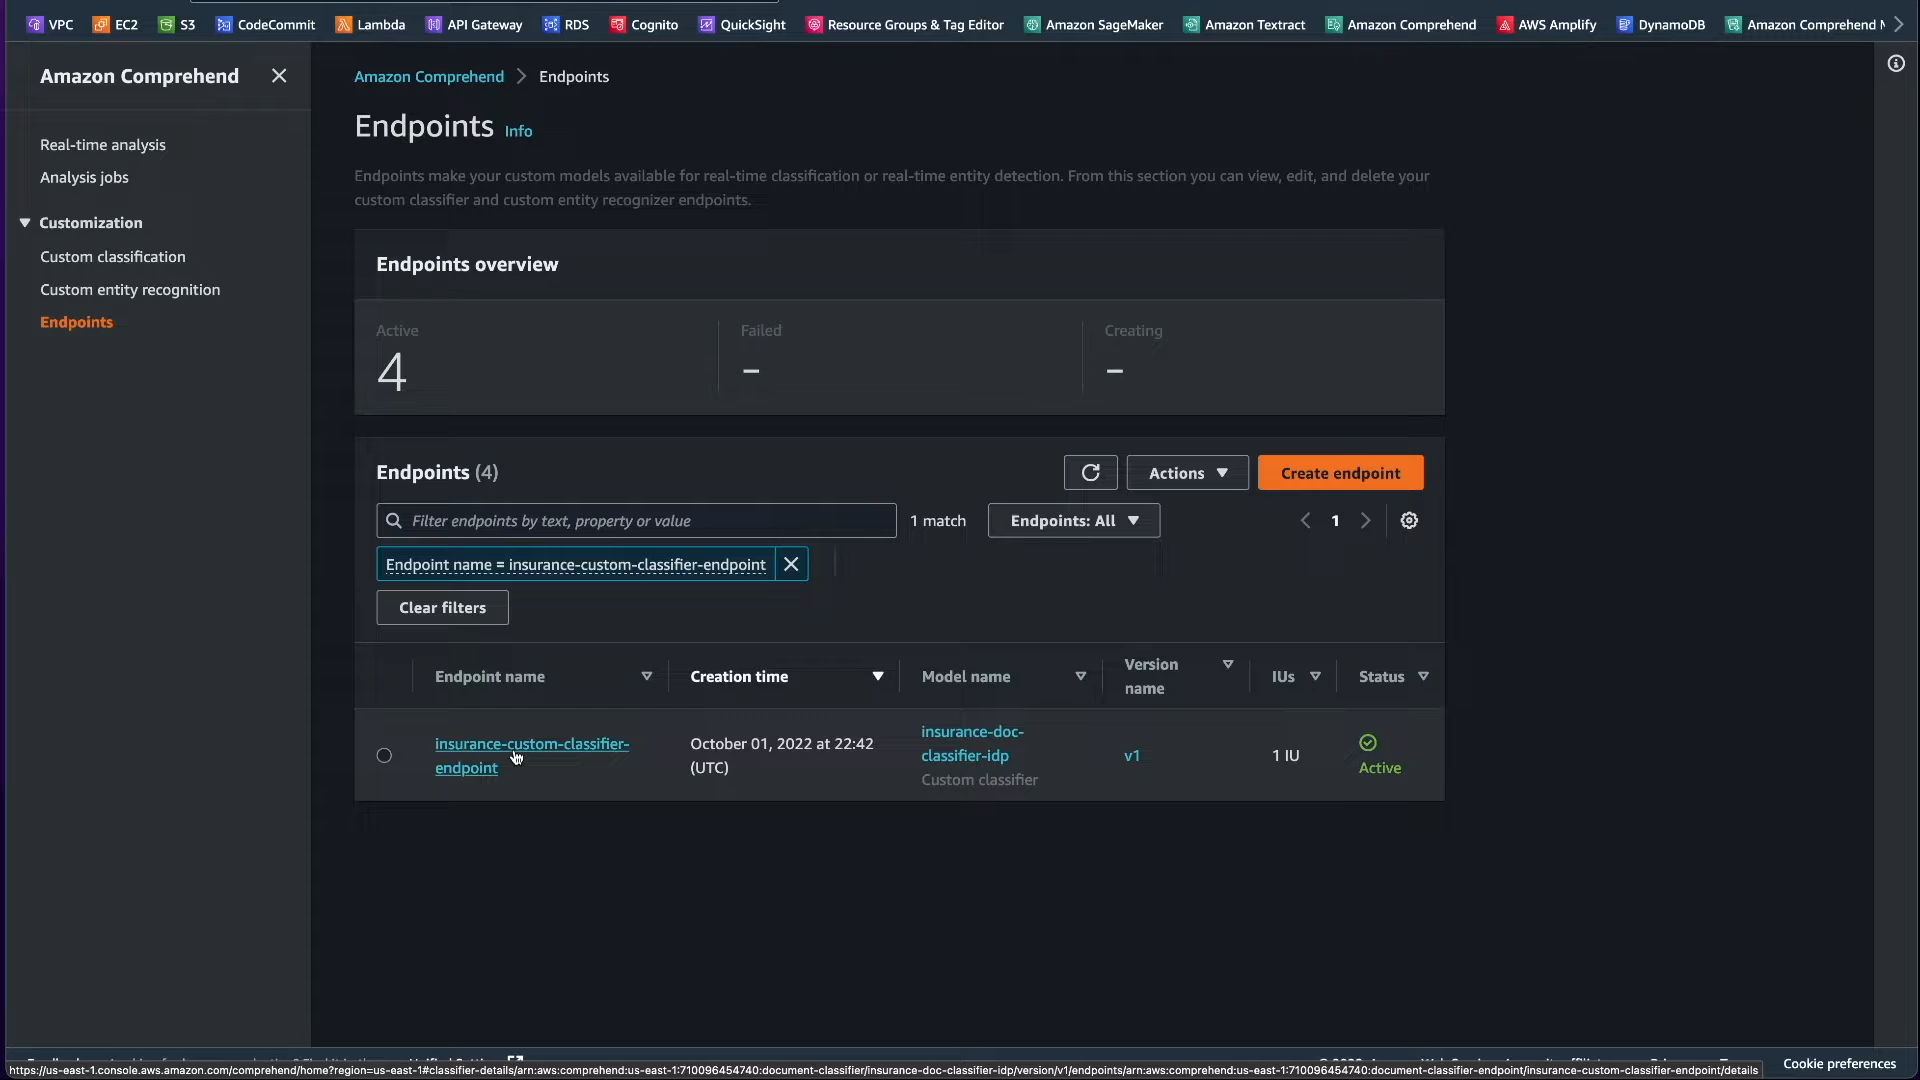 VPC EC2 S3 CodeCommit Lambda API Gateway RDS Cognito QuickSight Resource Groups & Tag Editor Amazon SageMaker Amazon Textract Amazon Comprehend AWS Amplify DynamoDB Amazon Comprehend
Amazon Comprehend
Real-time analysis
Analysis jobs
Customization
Custom classification
Custom entity recognition
Endpoints
Amazon Comprehend > Endpoints
Endpoints Info
Endpoints make your custom models available for real-time classification or real-time entity detection. From this section you can view, edit, and delete your
custom classifier and custom entity recognizer endpoints.
Endpoints overview
Active Failed Creating
4 – –
Endpoints (4) Actions Create endpoint
Filter endpoints by text, property or value 1 match Endpoints: All 1
Endpoint name = insurance-custom-classifier-endpoint
Clear filters
Endpoint name Creation time Model name Version name IUs Status
insurance-custom-classifier-
endpoint
October 01, 2022 at 22:42
(UTC)
insurance-doc-
classifier-idp
Custom classifier
v1
1 IU
Active
Cookie preferences
https://us-east-1.console.aws.amazon.com/comprehend/home?region=us-east-1#classifier-details/arn:aws:comprehend:us-east-1:710096454740:document-classifier/insurance-doc-classifier-idp/version/v1/endpoints/arn:aws:comprehend:us-east-1:710096454740:document-classifier-endpoint/insurance-custom-classifier-endpoint/details